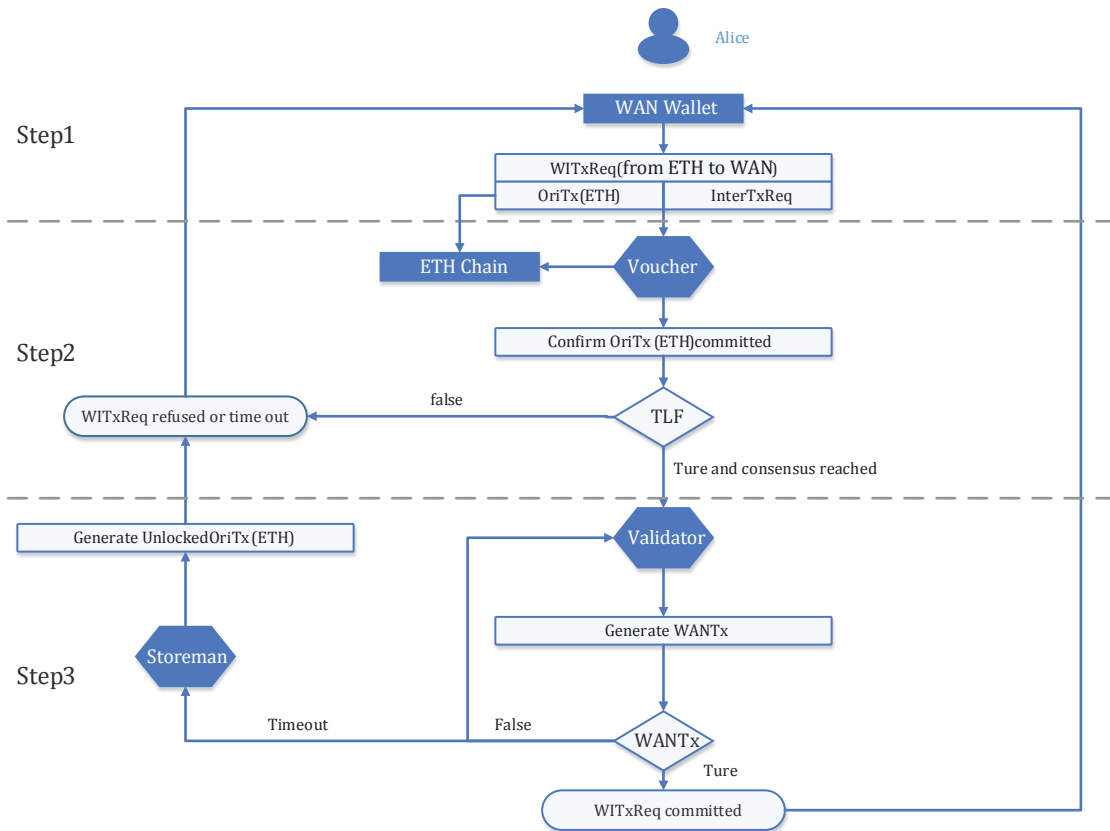 Alice
WAN Wallet
Step1
WITxReq(from ETH to WAN)
OriTx(ETH)
InterTxReq
ETH Chain
Voucher
Confirm OriTx (ETH)committed
Step2
false
WITxReq refused or time out
TLF
Ture and consensus reached
Generate UnlockedOriTx (ETH)
Validator
Generate WANTx
Storeman
Step3
Timeout
False
WANTx
Ture
WITxReq committed